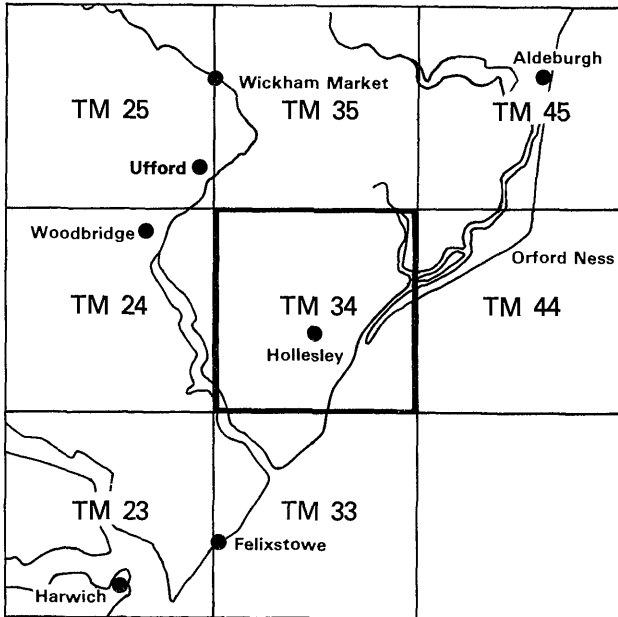 Aldeburgh
Wickham Market
TM 25
TM 35
TM 45
Ufford
Woodbridge
Orford Ness
TM 24
TM 34
TM 44
Hollesley
TM 23
TM 33
Felixstowe
Harwich